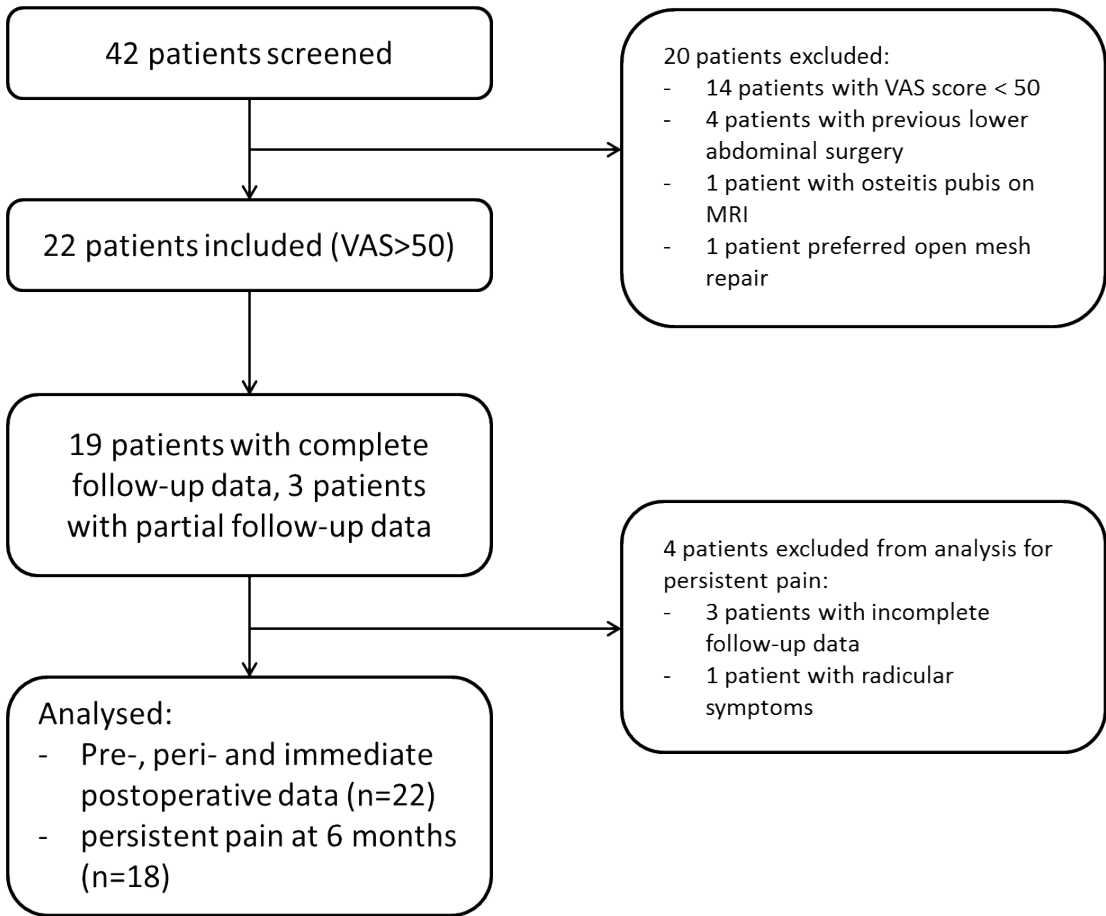 42 patients screened
20 patients excluded:
- 14 patients with VAS score < 50
- 4 patients with previous lower
abdominal surgery
- 1 patient with osteitis pubis on
MRI
- 1 patient preferred open mesh
repair
22 patients included (VAS>50)
19 patients with complete
follow-up data, 3 patients
with partial follow-up data
4 patients excluded from analysis for
persistent pain:
- 3 patients with incomplete
follow-up data
- 1 patient with radicular
symptoms
Analysed:
- Pre-, peri- and immediate
postoperative data (n=22)
- persistent pain at 6 months
(n=18)